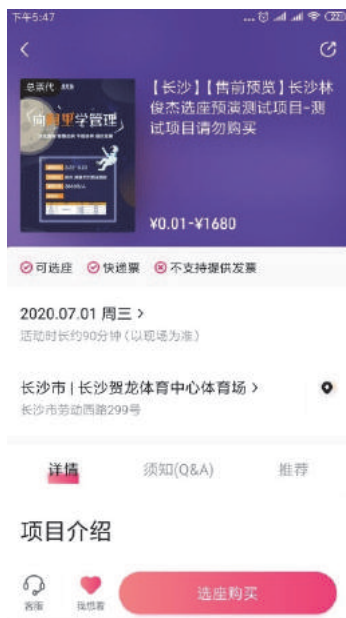 下午5:47
总票代
向阿里学管理
【长沙】【售前预览】长沙林
俊杰选座预演测试项目-测
试项目请勿购买
¥0.01-¥1680
可选座
快递票
不支持提供发票
2020.07.01 周三 >
活动时长约90分钟(以现场为准)
长沙市 | 长沙贺龙体育中心体育场 >
长沙市劳动西路299号
详情
须知(Q&A)
推荐
项目介绍
客服
我想看
选座购买